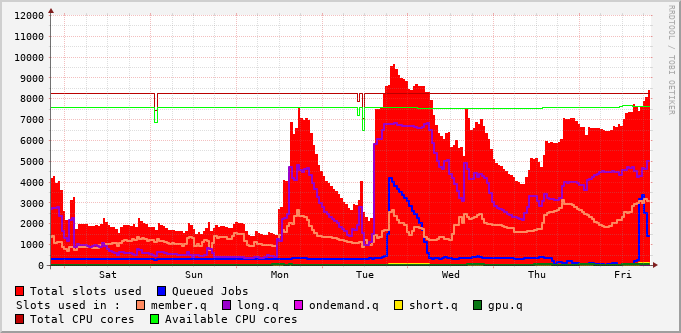 12000
11000
10000
9000
8000
7000
6000
5000
4000
3000
2000
1000
0
Sat Sun Mon Tue Wed Thu Fri
RRDTOOL / TOBI OETIKER
Total slots used Queued Jobs
Slots used in : member.q long.q ondemand.q short.q gpu.q
Total CPU cores Available CPU cores